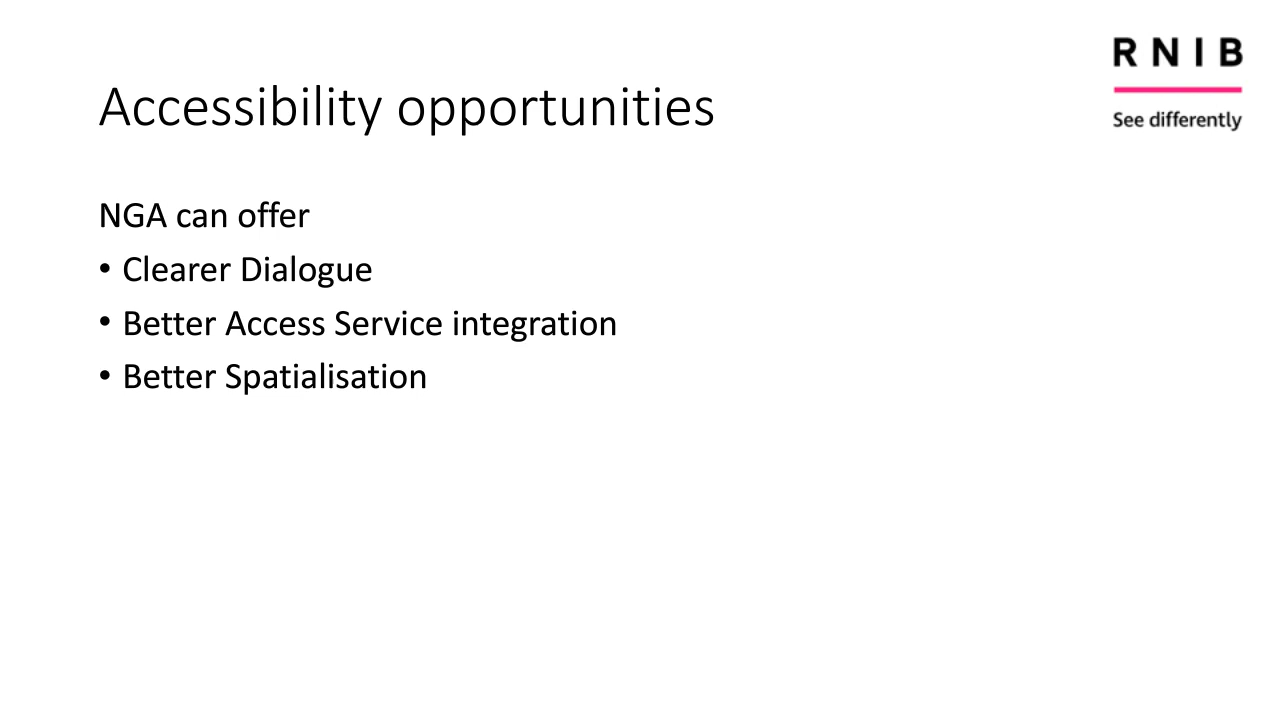 RNIB
See differently
Accessibility opportunities
NGA can offer
• Clearer Dialogue
• Better Access Service integration
• Better Spatialisation